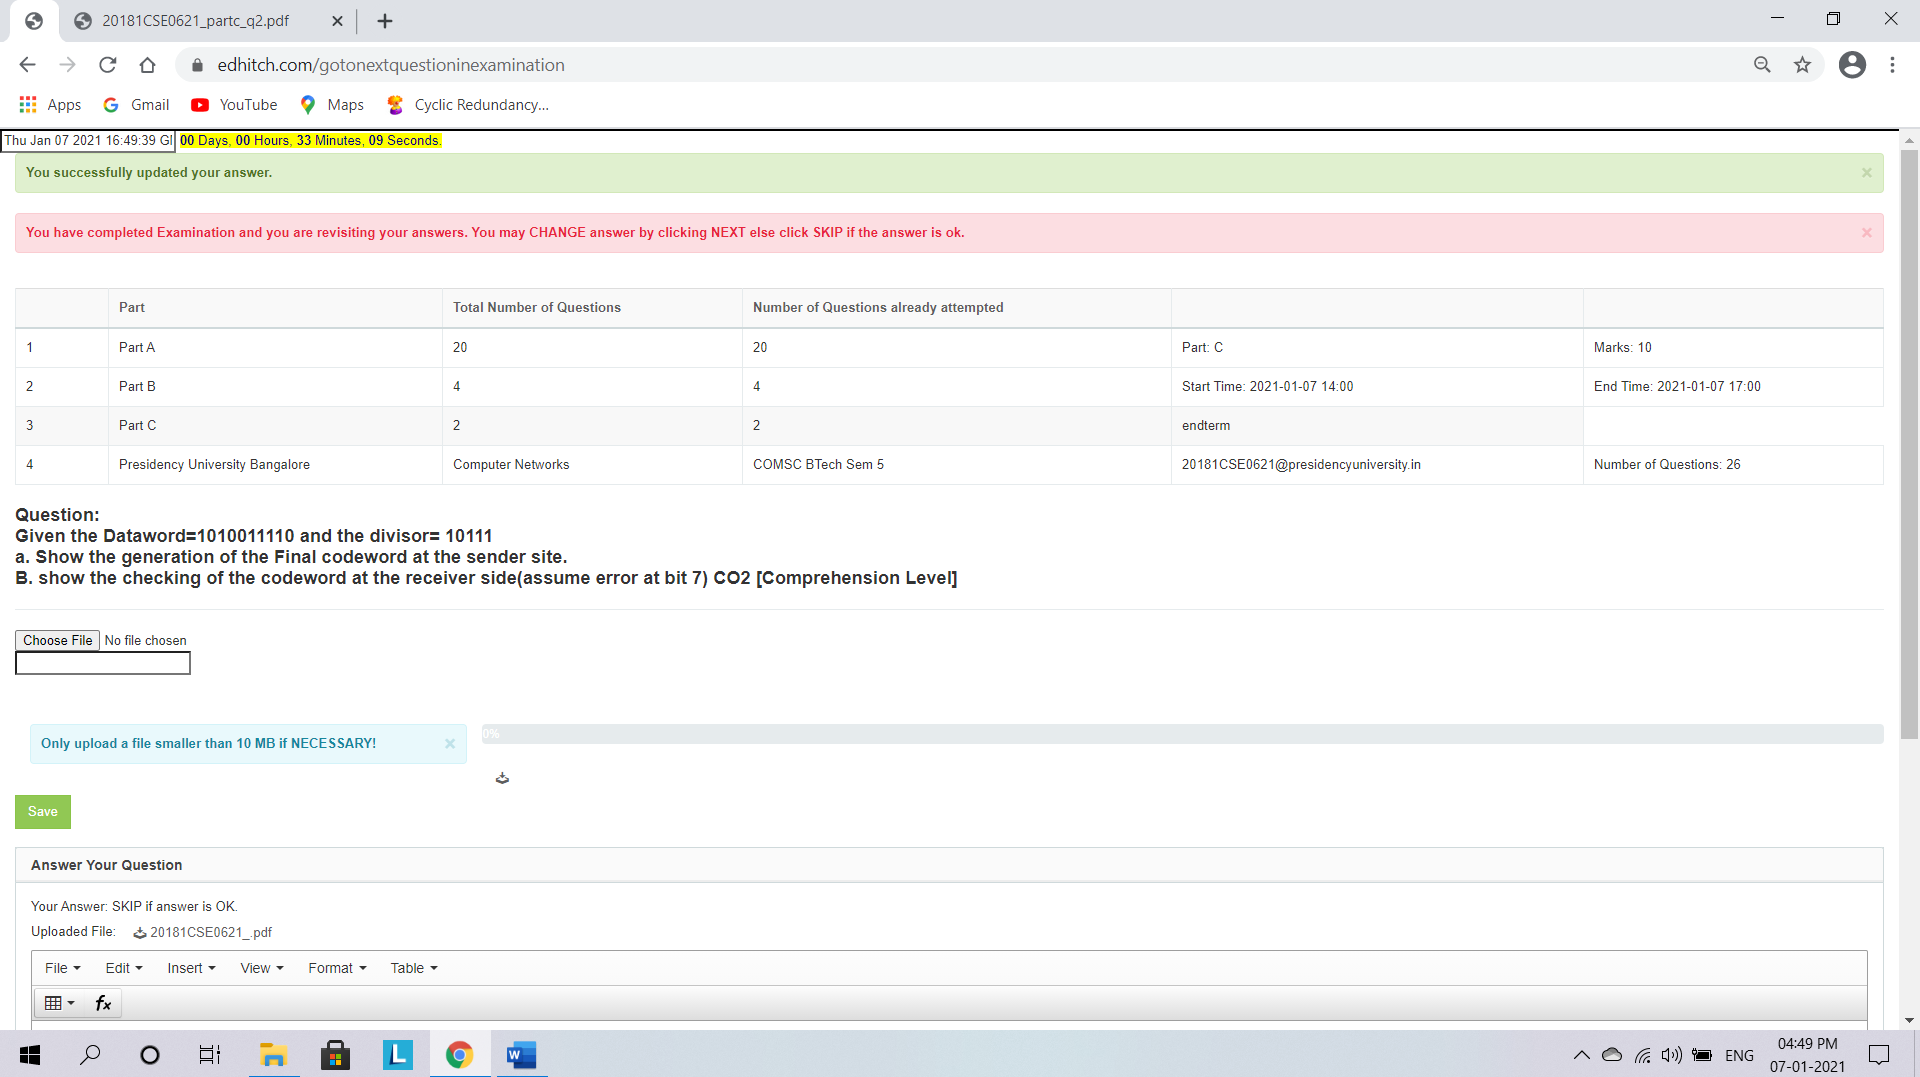 20181CSE0621_partc_q2.pdf
edhitch.com/gotonextquestioninexamination
Apps Gmail YouTube Maps Cyclic Redundancy...
Thu Jan 07 2021 16:49:39 G 00 Days, 00 Hours, 33 Minutes, 09 Seconds.
You successfully updated your answer. ×
You have completed Examination and you are revisiting your answers. You may CHANGE answer by clicking NEXT else click SKIP if the answer is ok. ×
Part Total Number of Questions Number of Questions already attempted
1 Part A 20 20 Part: C Marks: 10
2 Part B 4 4 Start Time: 2021-01-07 14:00 End Time: 2021-01-07 17:00
3 Part C 2 2 endterm
4 Presidency University Bangalore Computer Networks COMSC BTech Sem 5 20181CSE0621@presidencyuniversity.in Number of Questions: 26
Question:
Given the Dataword=1010011110 and the divisor= 10111
a. Show the generation of the Final codeword at the sender site.
B. show the checking of the codeword at the receiver side(assume error at bit 7) CO2 [Comprehension Level]
Choose File No file chosen
Only upload a file smaller than 10 MB if NECESSARY! × 0%
Save
Answer Your Question
Your Answer: SKIP if answer is OK.
Uploaded File: 20181CSE0621_.pdf
File Edit Insert View Format Table
fx
ENG 04:49 PM
07-01-2021